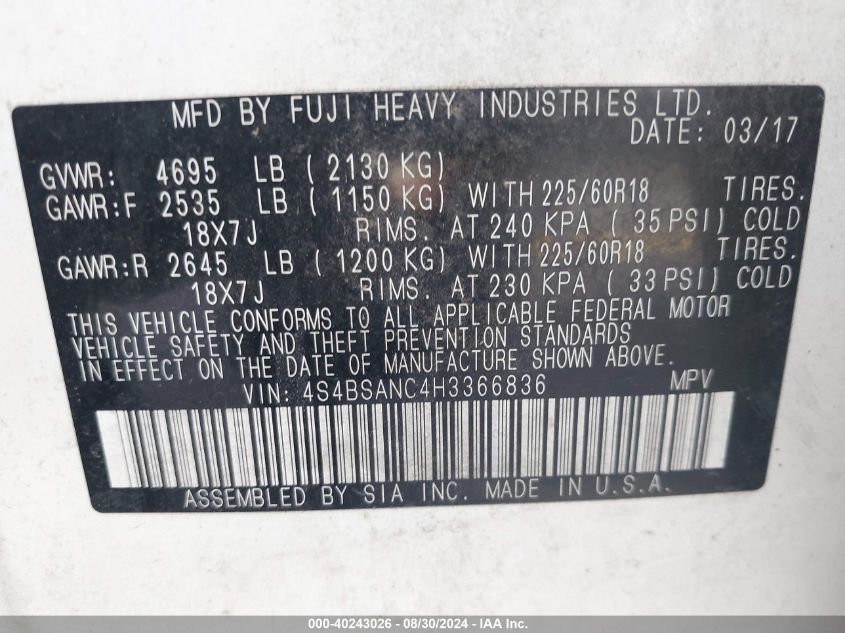 MFD BY FUJI HEAVY INDUSTRIES LTD.
DATE: 03/17
GVWR: 4695 LB ( 2130 KG)
GAWR:F 2535 LB ( 1150 KG) WITH 225/60R18 TIRES.
18X7J RIMS. AT 240 KPA ( 35 PSI) COLD
GAWR:R 2645 LB ( 1200 KG) WITH 225/60R18 TIRES.
18X7J RIMS. AT 230 KPA ( 33 PSI) COLD
THIS VEHICLE CONFORMS TO ALL APPLICABLE FEDERAL MOTOR
VEHICLE SAFETY AND THEFT PREVENTION STANDARDS
IN EFFECT ON THE DATE OF MANUFACTURE SHOWN ABOVE.
VIN: 4S4BSANC4H3366836 MPV
ASSEMBLED BY SIA INC. MADE IN U.S.A.
000-40243026 - 08/30/2024 - IAA Inc.